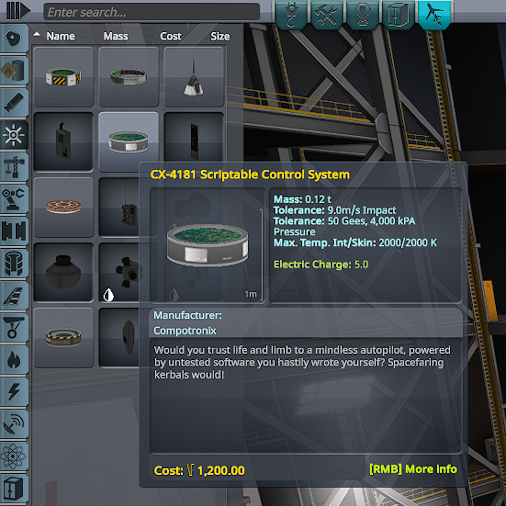 Enter search...
Name Mass Cost Size
CX-4181 Scriptable Control System
Mass: 0.12 t
Tolerance: 9.0m/s Impact
Tolerance: 50 Gees, 4,000 kPA
Pressure
Max. Temp. Int/Skin: 2000/2000 K
Electric Charge: 5.0
1m
Manufacturer:
Compotronix
Would you trust life and limb to a mindless autopilot, powered
by untested software you hastily wrote yourself? Spacefaring
kerbals would!
Cost: 1,200.00
[RMB] More Info